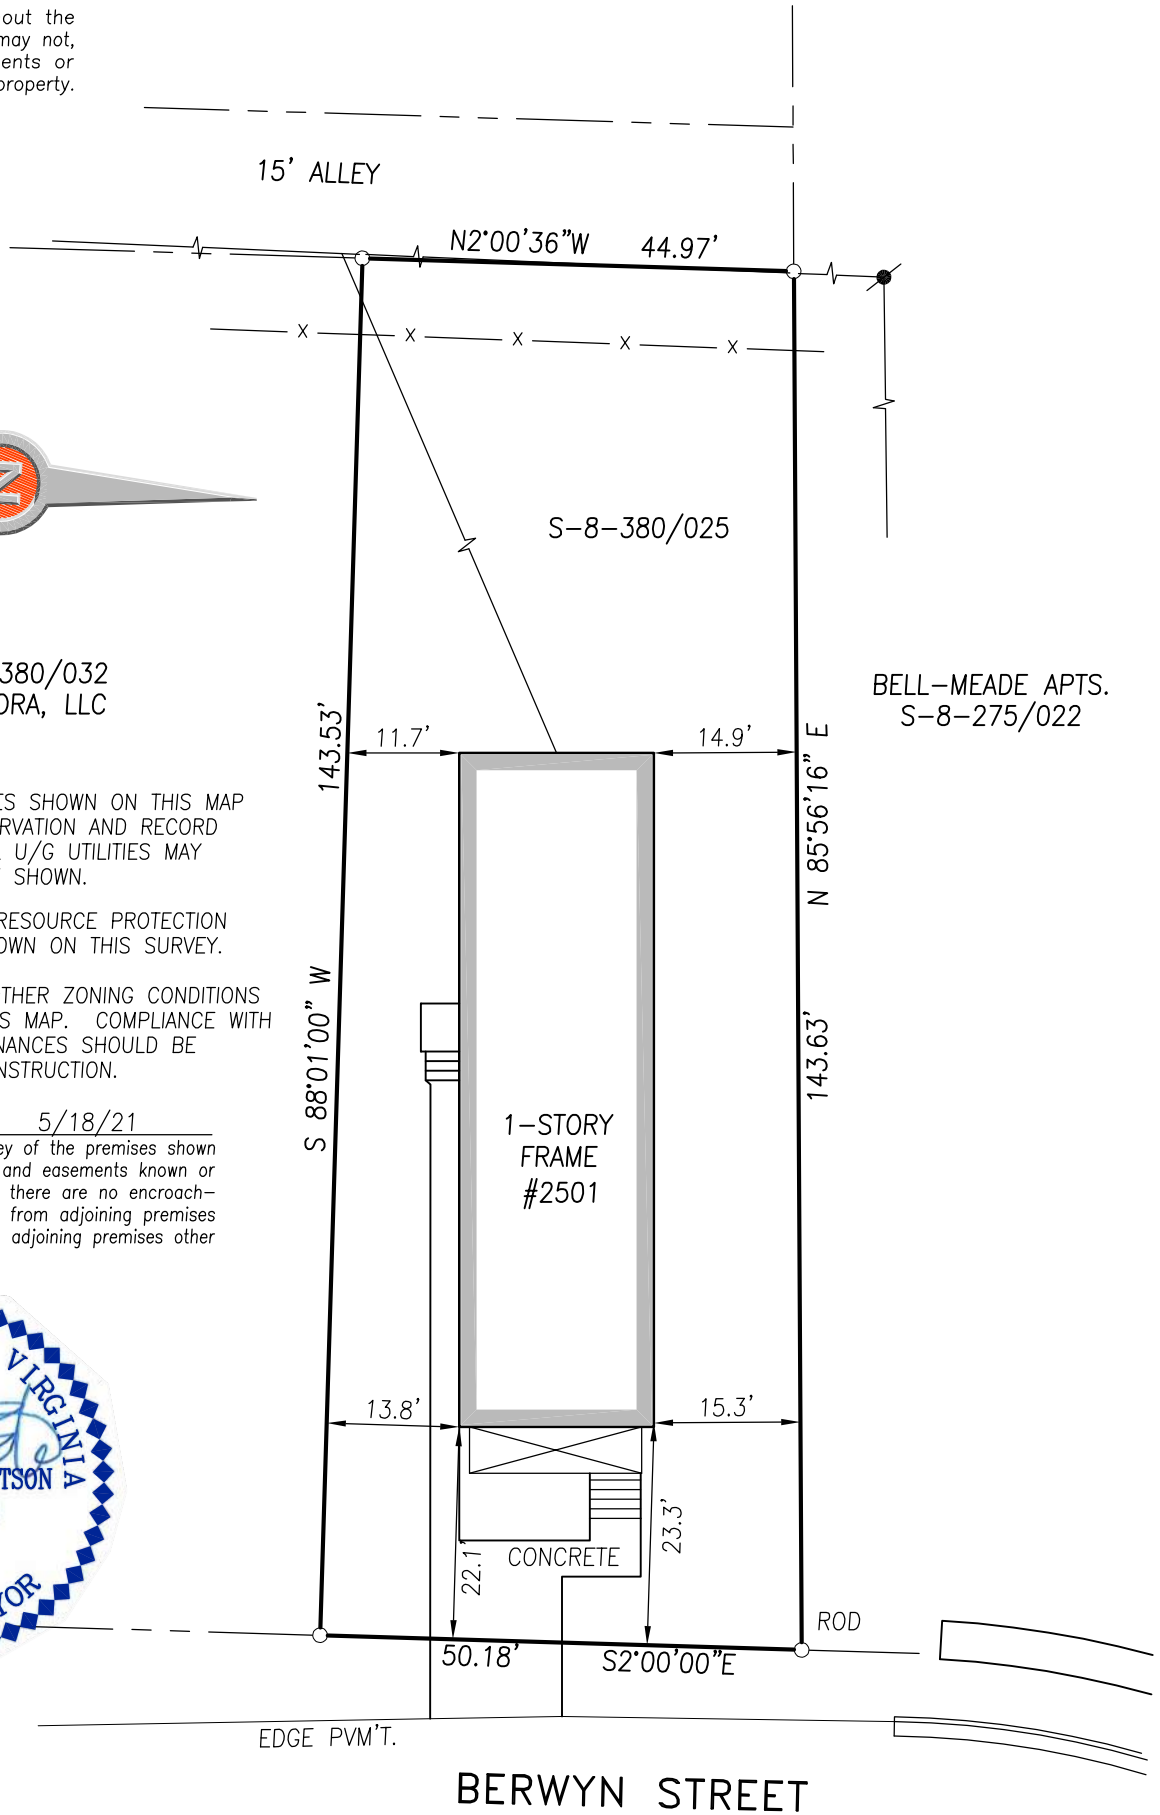 out the
may not,
ents or
property.
15' ALLEY
N2°00'36"W 44.97'
X X X X X
S-8-380/025
380/032
ORA, LLC
BELL-MEADE APTS.
S-8-275/022
143.53'
11.7'
14.9'
N 85°56'16" E
ES SHOWN ON THIS MAP
RVATION AND RECORD
U/G UTILITIES MAY
SHOWN.
RESOURCE PROTECTION
OWN ON THIS SURVEY.
THER ZONING CONDITIONS
S MAP. COMPLIANCE WITH
NANCES SHOULD BE
NSTRUCTION.
S 88°01'00" W
143.63'
5/18/21
ey of the premises shown
and easements known or
there are no encroach-
from adjoining premises
adjoining premises other
1-STORY
FRAME
#2501
VIRGINIA
TSON
YOR
13.8'
15.3'
22.1'
23.3'
CONCRETE
ROD
50.18' S2°00'00"E
EDGE PVM'T.
BERWYN STREET